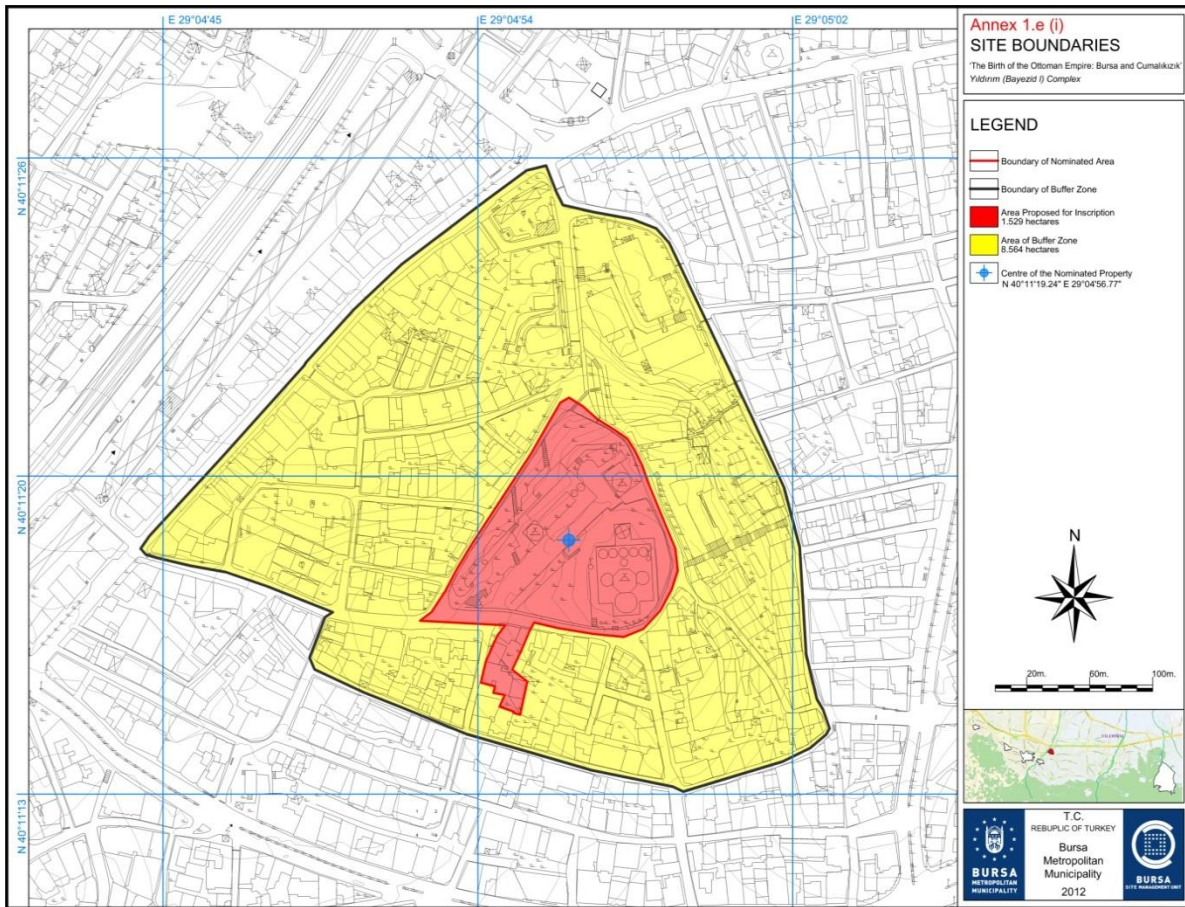 E 29°04'45
E 29°04'54
E 29°05'02
N 40°11'26
N 40°11'20
N 40°11'13
Annex 1.e (i)
SITE BOUNDARIES
'The Birth of the Ottoman Empire: Bursa and Cumalıkızık'
Yıldırım (Bayezid I) Complex
LEGEND
Boundary of Nominated Area
Boundary of Buffer Zone
Area Proposed for Inscription
1.529 hectares
Area of Buffer Zone
8.564 hectares
Centre of the Nominated Property
N 40°11'19.24" E 29°04'56.77"
N
20m. 60m. 100m.
T.C.
REBUPLIC OF TURKEY
Bursa
Metropolitan
Municipality
2012
BURSA
METROPOLITAN
MUNICIPALITY
BURSA
SITE MANAGEMENT UNIT